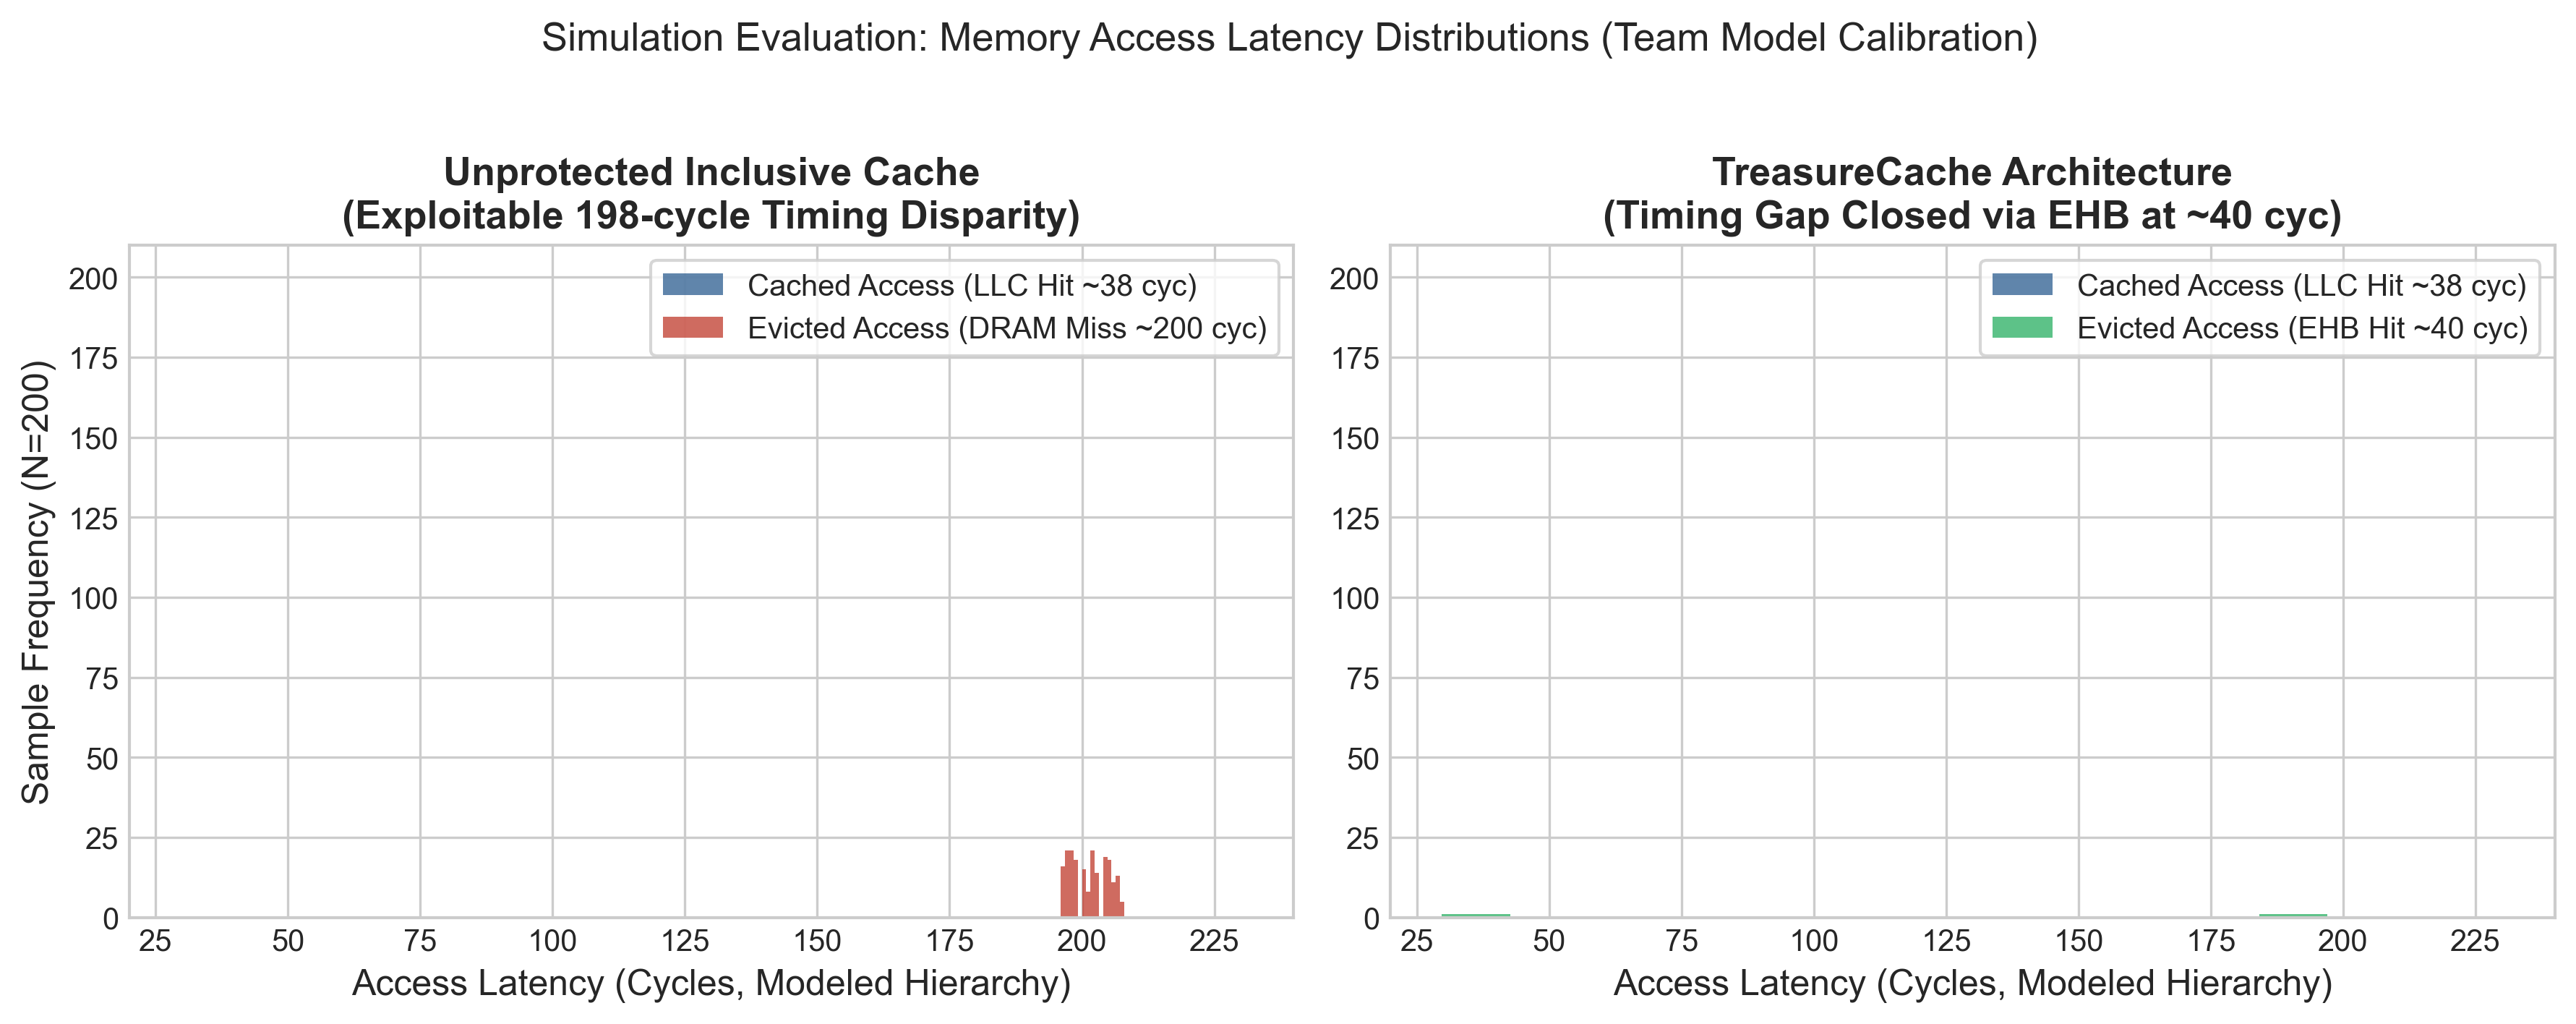 Simulation Evaluation: Memory Access Latency Distributions (Team Model Calibration)
Unprotected Inclusive Cache
(Exploitable 198-cycle Timing Disparity)
Cached Access (LLC Hit ~38 cyc)
Evicted Access (DRAM Miss ~200 cyc)
Sample Frequency (N=200)
200
175
150
125
100
75
50
25
0
25 50 75 100 125 150 175 200 225
Access Latency (Cycles, Modeled Hierarchy)
TreasureCache Architecture
(Timing Gap Closed via EHB at ~40 cyc)
Cached Access (LLC Hit ~38 cyc)
Evicted Access (EHB Hit ~40 cyc)
200
175
150
125
100
75
50
25
0
25 50 75 100 125 150 175 200 225
Access Latency (Cycles, Modeled Hierarchy)